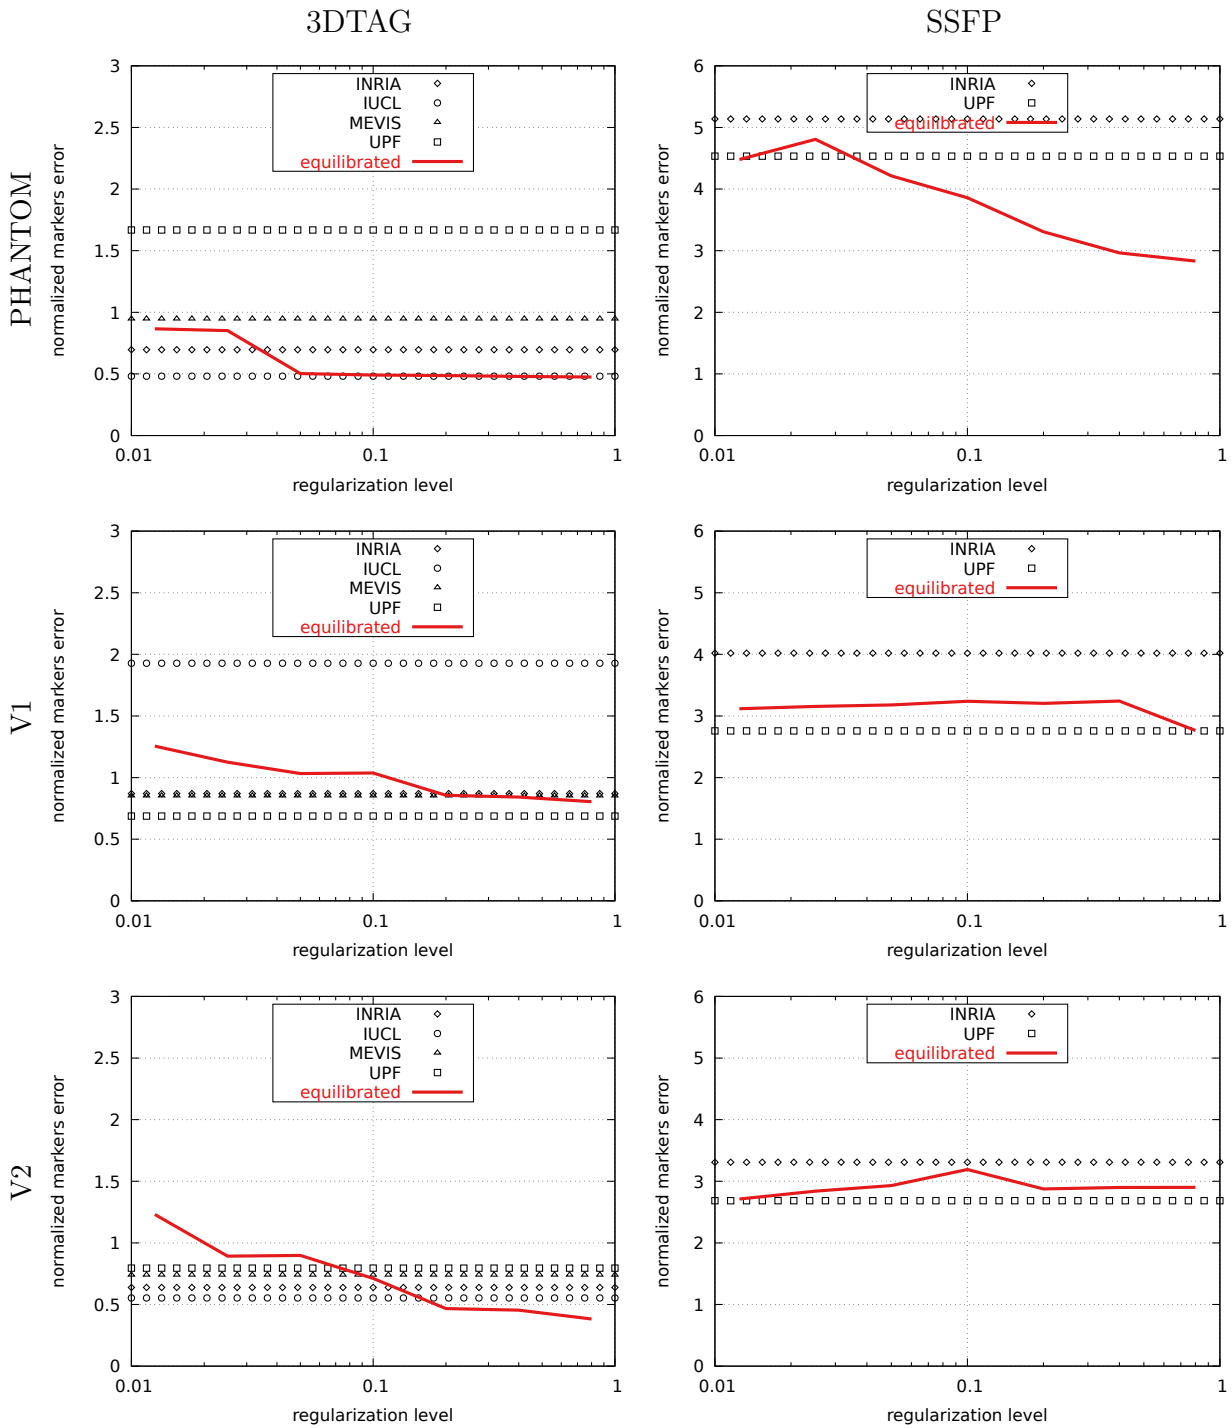 3DTAG
SSFP
PHANTOM
normalized markers error
3
2.5
2
1.5
1
0.5
0
INRIA
IUCL
MEVIS
UPF
equilibrated
0.01
0.1
1
regularization level
normalized markers error
6
5
4
3
2
1
0
INRIA
UPF
equilibrated
0.01
0.1
1
regularization level
V1
normalized markers error
3
2.5
2
1.5
1
0.5
0
INRIA
IUCL
MEVIS
UPF
equilibrated
0.01
0.1
1
regularization level
normalized markers error
6
5
4
3
2
1
0
INRIA
UPF
equilibrated
0.01
0.1
1
regularization level
V2
normalized markers error
3
2.5
2
1.5
1
0.5
0
INRIA
IUCL
MEVIS
UPF
equilibrated
0.01
0.1
1
regularization level
normalized markers error
6
5
4
3
2
1
0
INRIA
UPF
equilibrated
0.01
0.1
1
regularization level